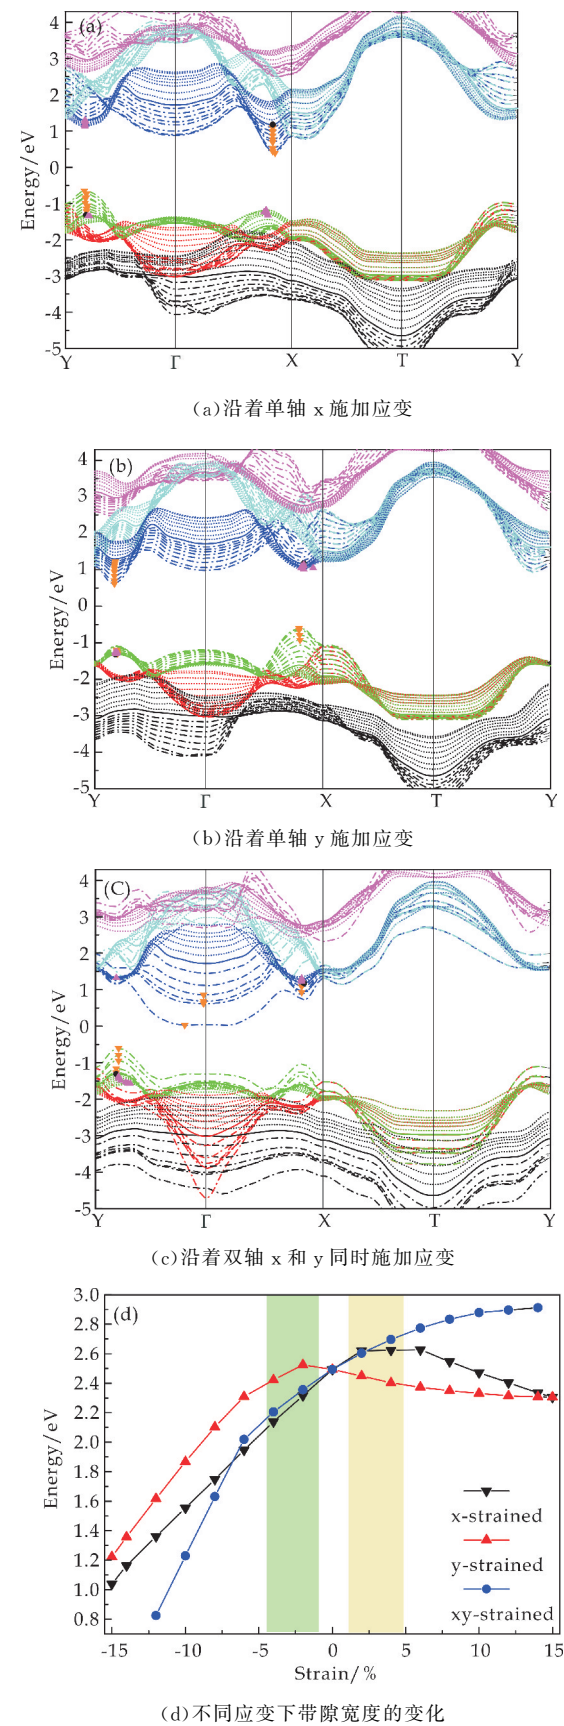 (a)
4
3
2
1
0
-1
-2
-3
-4
-5
Energy/eV
Y Γ X T Y
(a)沿着单轴 x 施加应变
(b)
4
3
2
1
0
-1
-2
-3
-4
-5
Energy/eV
Y Γ X T Y
(b)沿着单轴 y 施加应变
(C)
4
3
2
1
0
-1
-2
-3
-4
-5
Energy/eV
Y Γ X T Y
(c)沿着双轴 x 和 y 同时施加应变
(d)
3.0
2.8
2.6
2.4
2.2
2.0
1.8
1.6
1.4
1.2
1.0
0.8
Energy/eV
x-strained
y-strained
xy-strained
-15 -10 -5 0 5 10 15
Strain/%
(d)不同应变下带隙宽度的变化